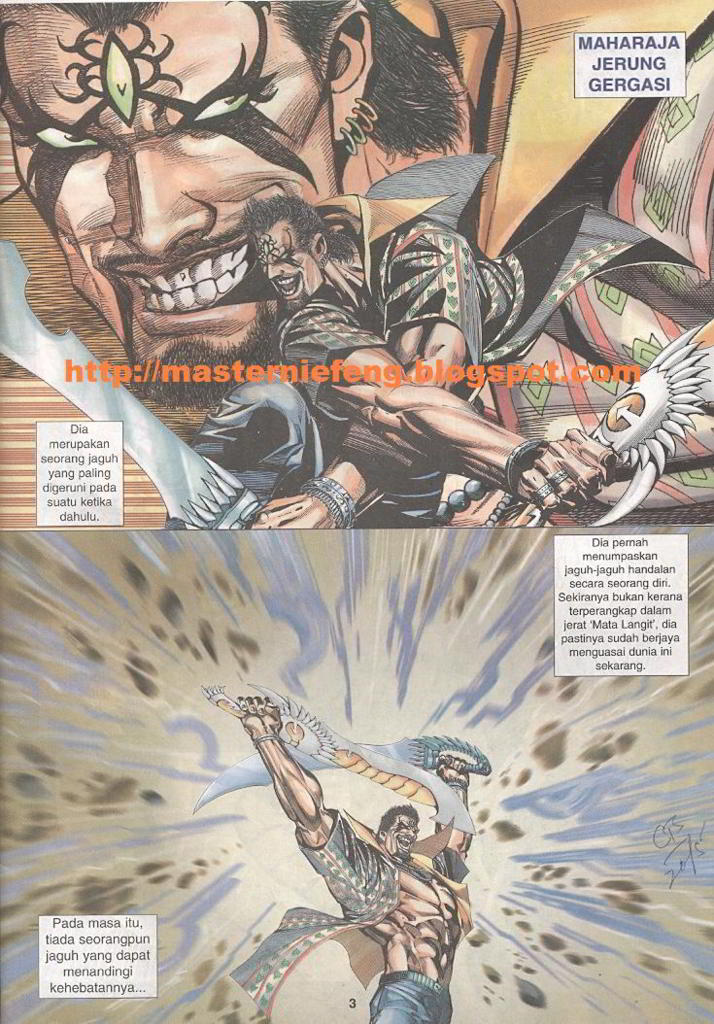 MAHARAJA
JERUNG
GERGASI
http://masterniefeng.blogspot.com
Dia
merupakan
seorang jaguh
yang paling
digeruni pada
suatu ketika
dahulu.
Dia pernah
menumpaskan
jaguh-jaguh handalan
secara seorang diri.
Sekiranya bukan kerana
terperangkap dalam
jerat ‘Mata Langit’, dia
pastinya sudah berjaya
menguasai dunia ini
sekarang.
Pada masa itu,
tiada seorangpun
jaguh yang dapat
menandingi
kehebatannya...
3